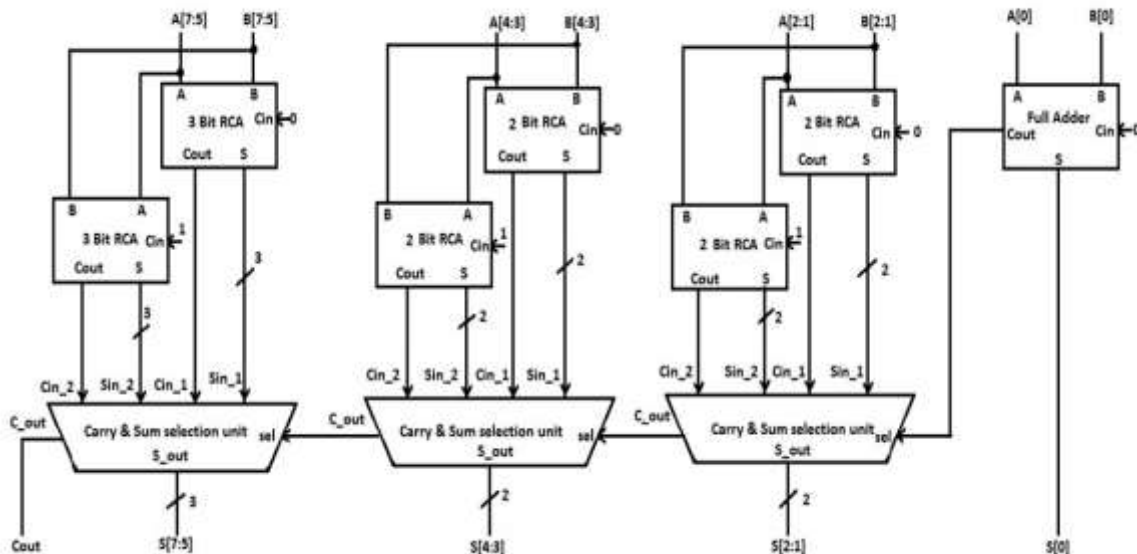 A[7:5] B[7:5] A[4:3] B[4:3] A[2:1] B[2:1] A[0] B[0]
A B
3 Bit RCA
Cin 0
Cout S
A B
2 Bit RCA
Cin 0
Cout S
A B
2 Bit RCA
Cin 0
Cout S
A B
Full Adder
Cout Cin 0
S
B A
3 Bit RCA Cin 1
Cout S
3
3
B A
2 Bit RCA Cin 1
Cout S
2
2
B A
2 Bit RCA Cin 1
Cout S
2
2
Cin_2 Sin_2 Cin_1 Sin_1
Cin_2 Sin_2 Cin_1 Sin_1
Cin_2 Sin_2 Cin_1 Sin_1
C_out Carry & Sum selection unit sel
S_out
C_out Carry & Sum selection unit sel
S_out
C_out Carry & Sum selection unit sel
S_out
3 2 2
Cout S[7:5] S[4:3] S[2:1] S[0]